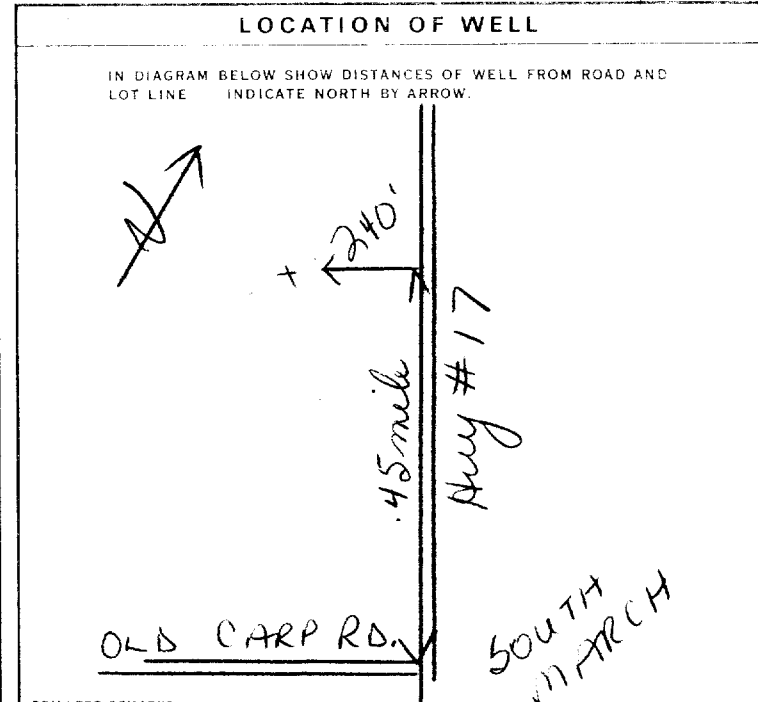 LOCATION OF WELL
IN DIAGRAM BELOW SHOW DISTANCES OF WELL FROM ROAD AND
LOT LINE INDICATE NORTH BY ARROW.
N
240'
.45 mile
Hwy #17
OLD CARP RD.
SOUTH
MARCH